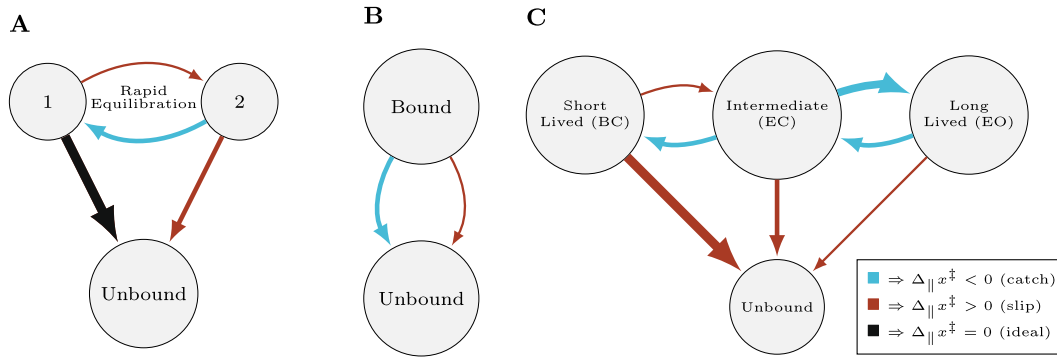 A
1
Rapid
Equilibration
2
Unbound
B
Bound
Unbound
C
Short
Lived (BC)
Intermediate
(EC)
Long
Lived (EO)
Unbound
⇒ Δ∥x‡ < 0 (catch)
⇒ Δ∥x‡ > 0 (slip)
⇒ Δ∥x‡ = 0 (ideal)